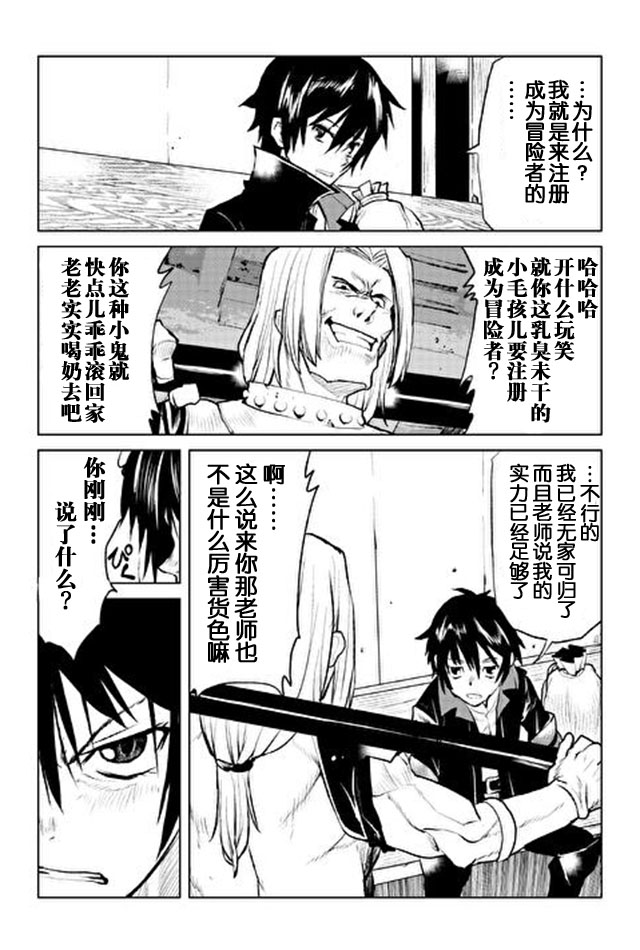 …为什么？
我就是来注册
成为冒险者的
……
哈哈哈
开什么玩笑
就你这乳臭未干的
小毛孩儿要注册
成为冒险者？
你这种小鬼就
快点儿乖乖滚回家
老老实实喝奶去吧
…不行的
我已经无家可归了
而且老师说我的
实力已经足够了
啊……
这么说来你那老师也
不是什么厉害货色嘛
ぴく
你刚刚…
说了什么？